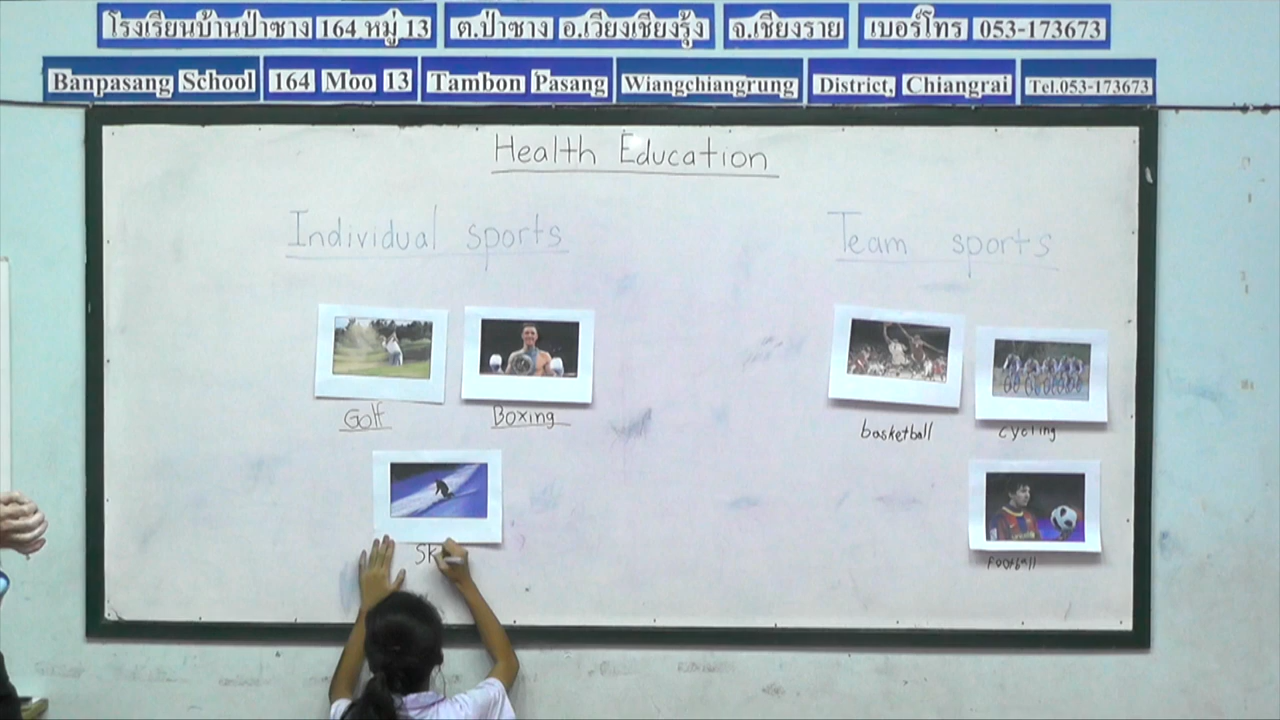 โรงเรียนบ้านป่าซาง 164 หมู่ 13 ต.ป่าซาง อ.เวียงเชียงรุ้ง จ.เชียงราย เบอร์โทร 053-173673
Banpasang School 164 Moo 13 Tambon Pasang Wiangchiangrung District, Chiangrai Tel.053-173673
Health Education
Individual sports
Team sports
Golf
Boxing
basketball
cycling
SK
Football